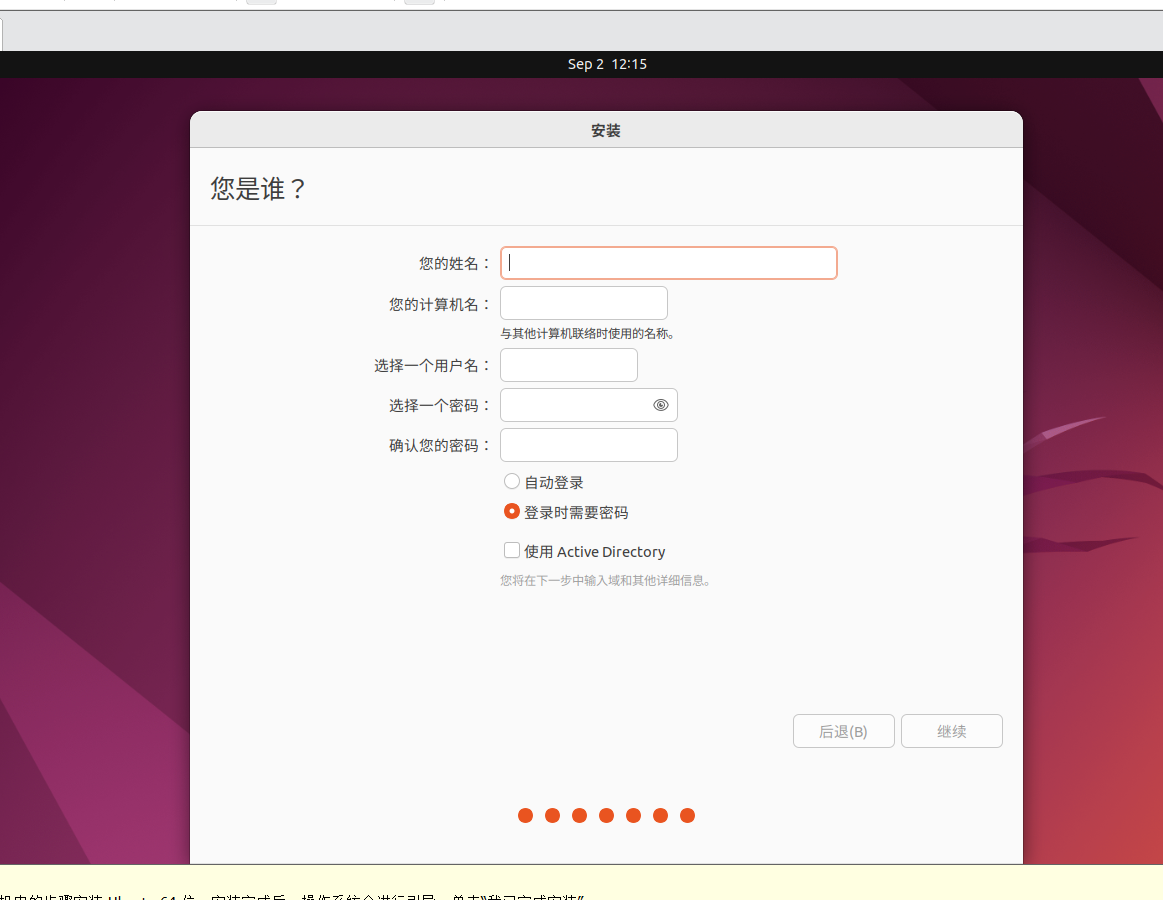 Sep 2 12:15
安装
您是谁？
您的姓名：
您的计算机名：
与其他计算机联络时使用的名称。
选择一个用户名：
选择一个密码：
确认您的密码：
自动登录
登录时需要密码
使用 Active Directory
您将在下一步中输入域和其他详细信息。
后退(B)
继续